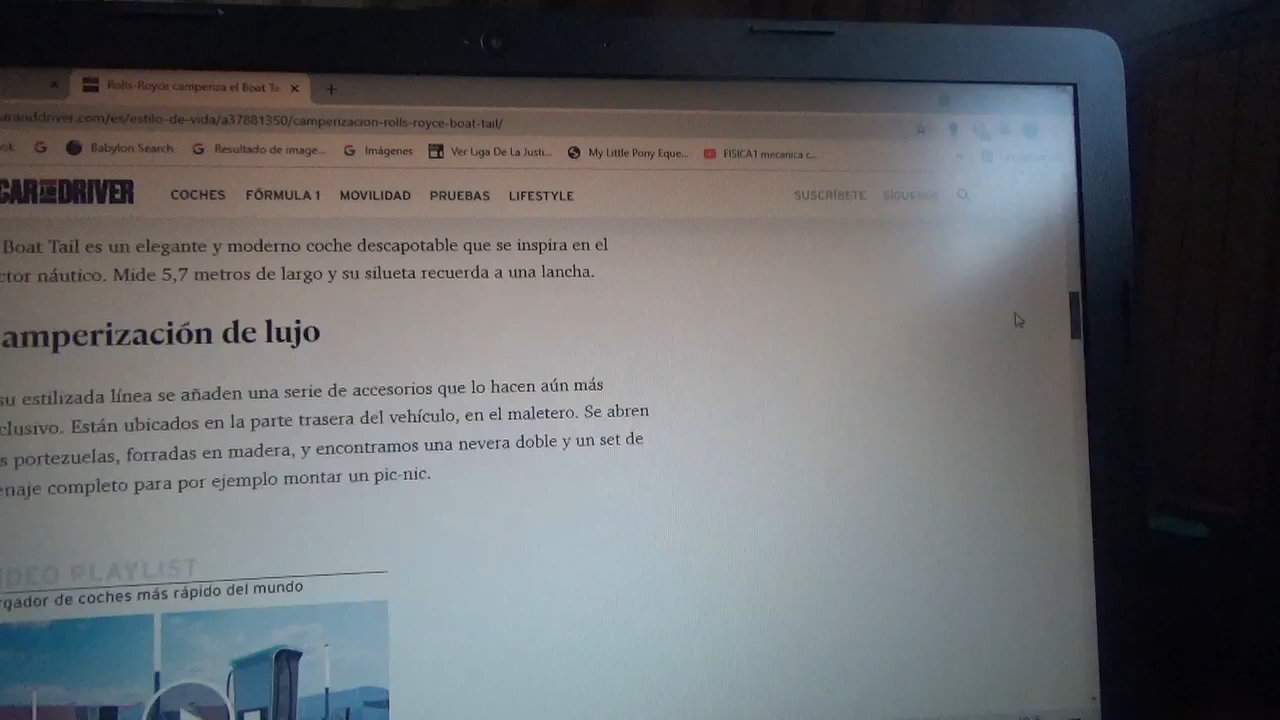 Rolls-Royce camperiza el Boat Ta
anddriver.com/es/estilo-de-vida/a37881350/camperizacion-rolls-royce-boat-tail/
ok Babylon Search Resultado de image... Imágenes Ver Liga De La Justi... My Little Pony Eque... FISICA1 mecanica c...
CAR AND DRIVER COCHES FÓRMULA 1 MOVILIDAD PRUEBAS LIFESTYLE SUSCRÍBETE
Boat Tail es un elegante y moderno coche descapotable que se inspira en el
ctor náutico. Mide 5,7 metros de largo y su silueta recuerda a una lancha.
amperización de lujo
su estilizada línea se añaden una serie de accesorios que lo hacen aún más
clusivo. Están ubicados en la parte trasera del vehículo, en el maletero. Se abren
s portezuelas, forradas en madera, y encontramos una nevera doble y un set de
enaje completo para por ejemplo montar un pic-nic.
IDEO PLAYLIST
rgador de coches más rápido del mundo